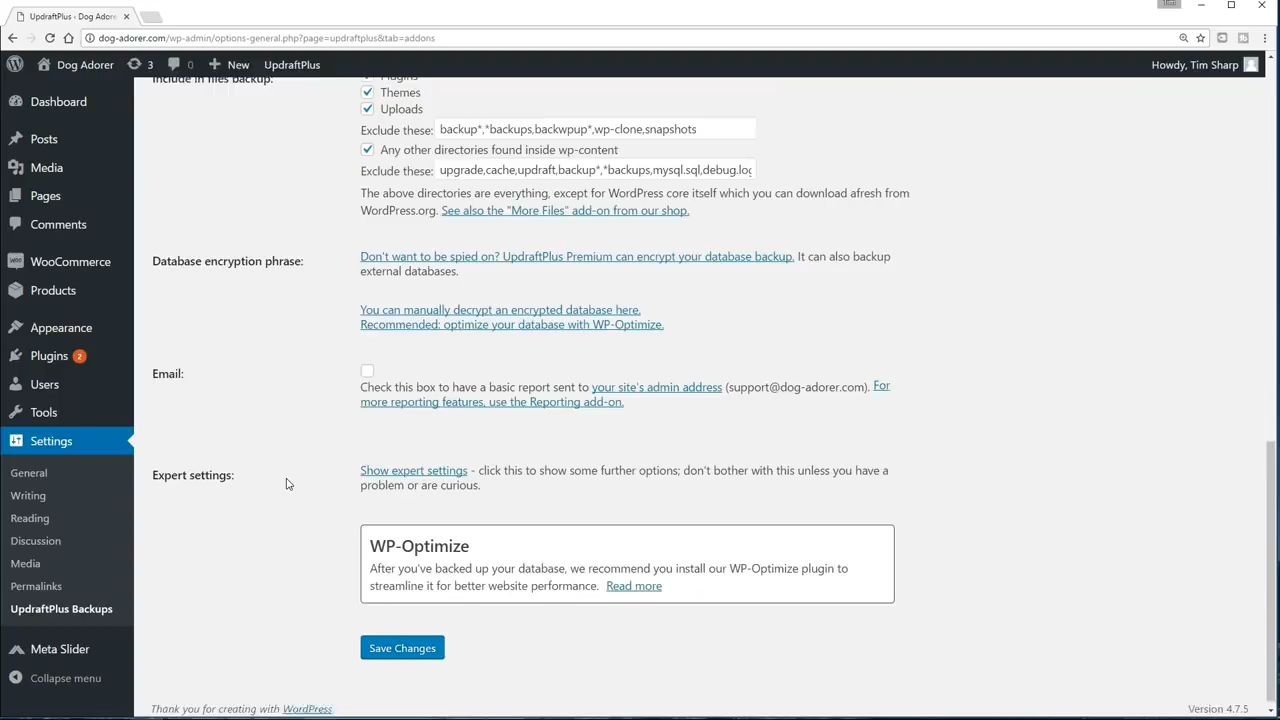 UpdraftPlus - Dog Adore
dog-adorer.com/wp-admin/options-general.php?page=updraftplus&tab=addons
Dog Adorer
3
0
New
UpdraftPlus
Howdy, Tim Sharp
Dashboard
Posts
Media
Pages
Comments
WooCommerce
Products
Appearance
Plugins 2
Users
Tools
Settings
General
Writing
Reading
Discussion
Media
Permalinks
UpdraftPlus Backups
Meta Slider
Collapse menu
Include in files backup:
Plugins
Themes
Uploads
Exclude these: backup*,*backups,backwpup*,wp-clone,snapshots
Any other directories found inside wp-content
Exclude these: upgrade,cache,updraft,backup*,*backups,mysql.sql,debug.log
The above directories are everything, except for WordPress core itself which you can download afresh from
WordPress.org. See also the "More Files" add-on from our shop.
Database encryption phrase:
Don't want to be spied on? UpdraftPlus Premium can encrypt your database backup. It can also backup
external databases.
You can manually decrypt an encrypted database here.
Recommended: optimize your database with WP-Optimize.
Email:
Check this box to have a basic report sent to your site's admin address (support@dog-adorer.com). For
more reporting features, use the Reporting add-on.
Expert settings:
Show expert settings - click this to show some further options; don't bother with this unless you have a
problem or are curious.
WP-Optimize
After you've backed up your database, we recommend you install our WP-Optimize plugin to
streamline it for better website performance. Read more
Save Changes
Thank you for creating with WordPress.
Version 4.7.5